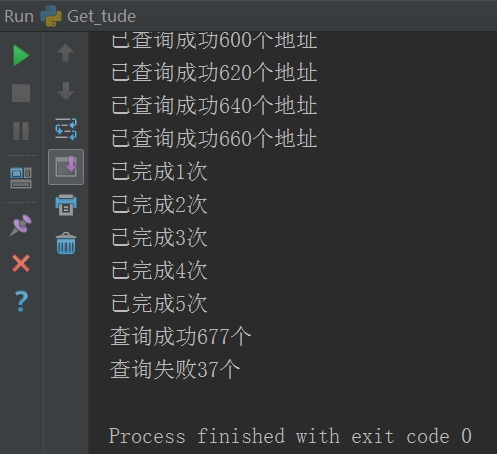 Run Get_tude
已查询成功600个地址
已查询成功620个地址
已查询成功640个地址
已查询成功660个地址
已完成1次
已完成2次
已完成3次
已完成4次
已完成5次
查询成功677个
查询失败37个
Process finished with exit code 0